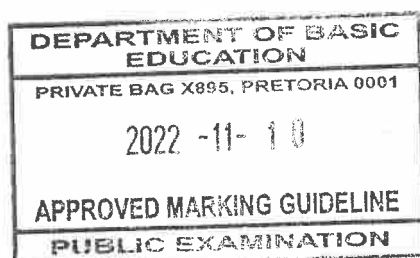 DEPARTMENT OF BASIC
EDUCATION
PRIVATE BAG X895, PRETORIA 0001
2022 -11- 10
APPROVED MARKING GUIDELINE
PUBLIC EXAMINATION